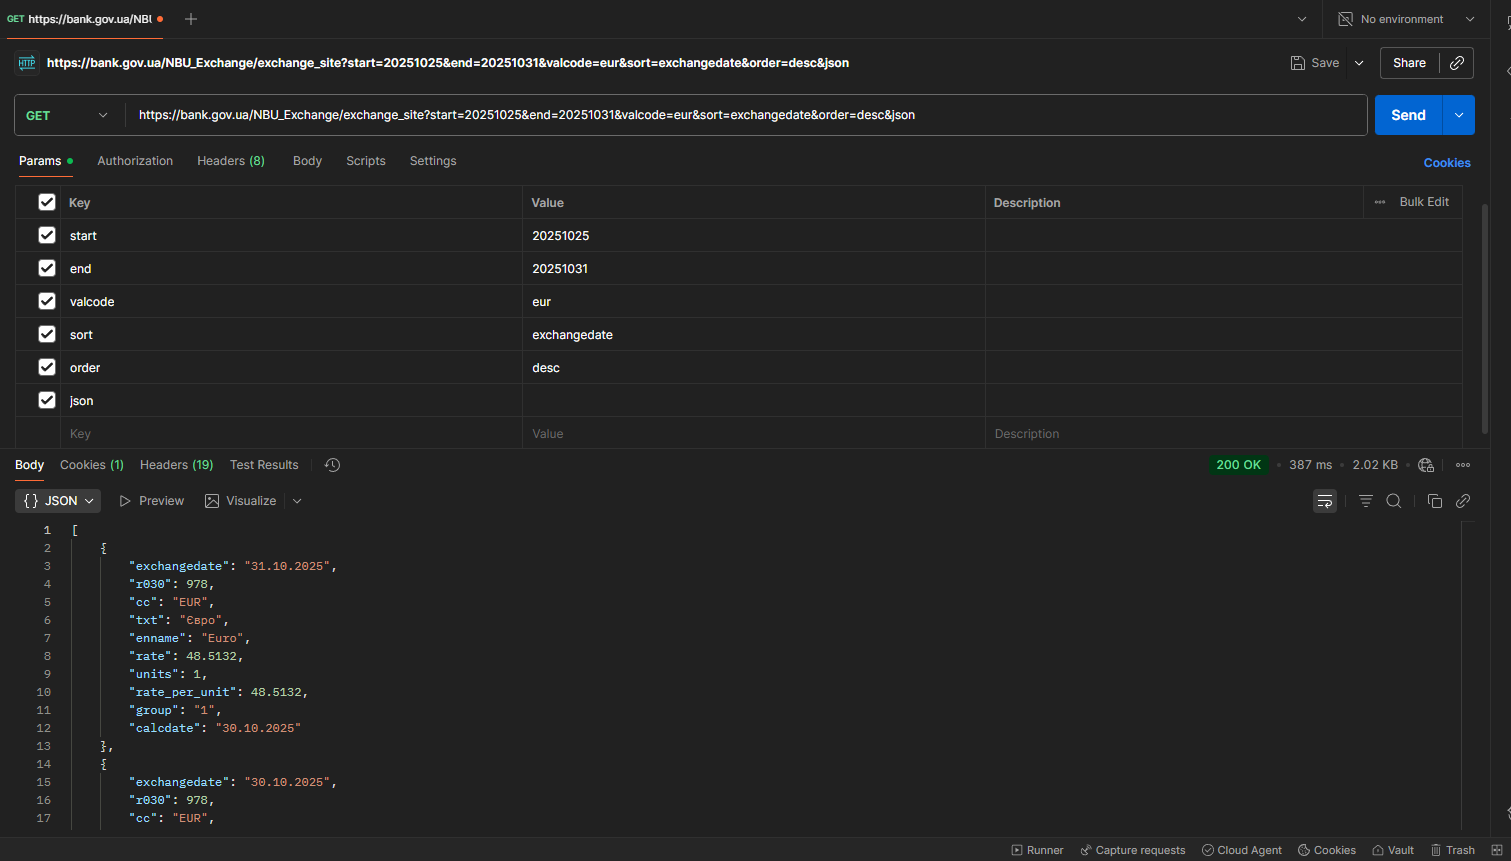 GET https://bank.gov.ua/NBU
No environment
HTTP https://bank.gov.ua/NBU_Exchange/exchange_site?start=20251025&end=20251031&valcode=eur&sort=exchangedate&order=desc&json Save Share
GET https://bank.gov.ua/NBU_Exchange/exchange_site?start=20251025&end=20251031&valcode=eur&sort=exchangedate&order=desc&json Send
Params Authorization Headers (8) Body Scripts Settings Cookies
Key Value Description Bulk Edit
start 20251025
end 20251031
valcode eur
sort exchangedate
order desc
json
Key Value Description
Body Cookies (1) Headers (19) Test Results 200 OK 387 ms 2.02 KB
{} JSON Preview Visualize
1 [
2 {
3 "exchangedate": "31.10.2025",
4 "r030": 978,
5 "cc": "EUR",
6 "txt": "Євро",
7 "enname": "Euro",
8 "rate": 48.5132,
9 "units": 1,
10 "rate_per_unit": 48.5132,
11 "group": "1",
12 "calcdate": "30.10.2025"
13 },
14 {
15 "exchangedate": "30.10.2025",
16 "r030": 978,
17 "cc": "EUR",
Runner Capture requests Cloud Agent Cookies Vault Trash